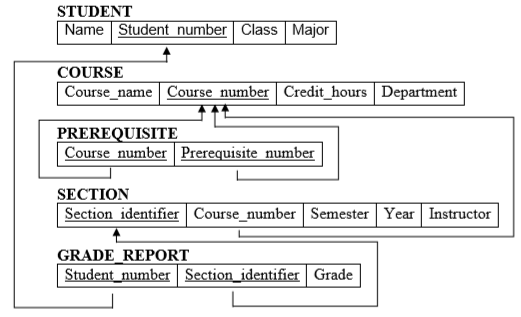 STUDENT
Name Student_number Class Major
COURSE
Course_name Course_number Credit_hours Department
PREREQUISITE
Course_number Prerequisite_number
SECTION
Section_identifier Course_number Semester Year Instructor
GRADE_REPORT
Student_number Section_identifier Grade